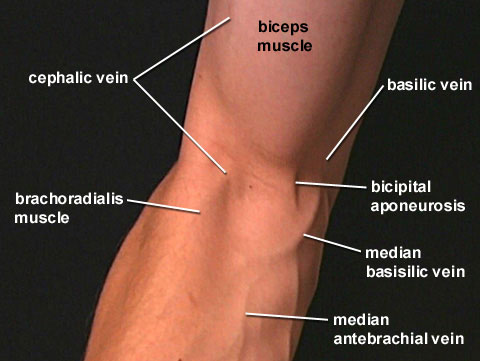 biceps
muscle
cephalic vein
basilic vein
brachoradialis
muscle
bicipital
aponeurosis
median
basisilic vein
median
antebrachial vein